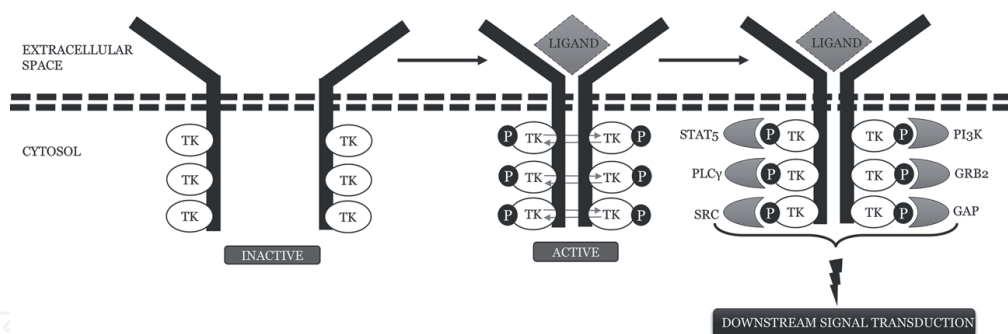 EXTRACELLULAR
SPACE
CYTOSOL
TK
TK
TK
TK
TK
TK
INACTIVE
LIGAND
P TK TK P
P TK TK P
P TK TK P
ACTIVE
LIGAND
STAT5 P TK TK P PI3K
PLCγ P TK TK P GRB2
SRC P TK TK P GAP
DOWNSTREAM SIGNAL TRANSDUCTION